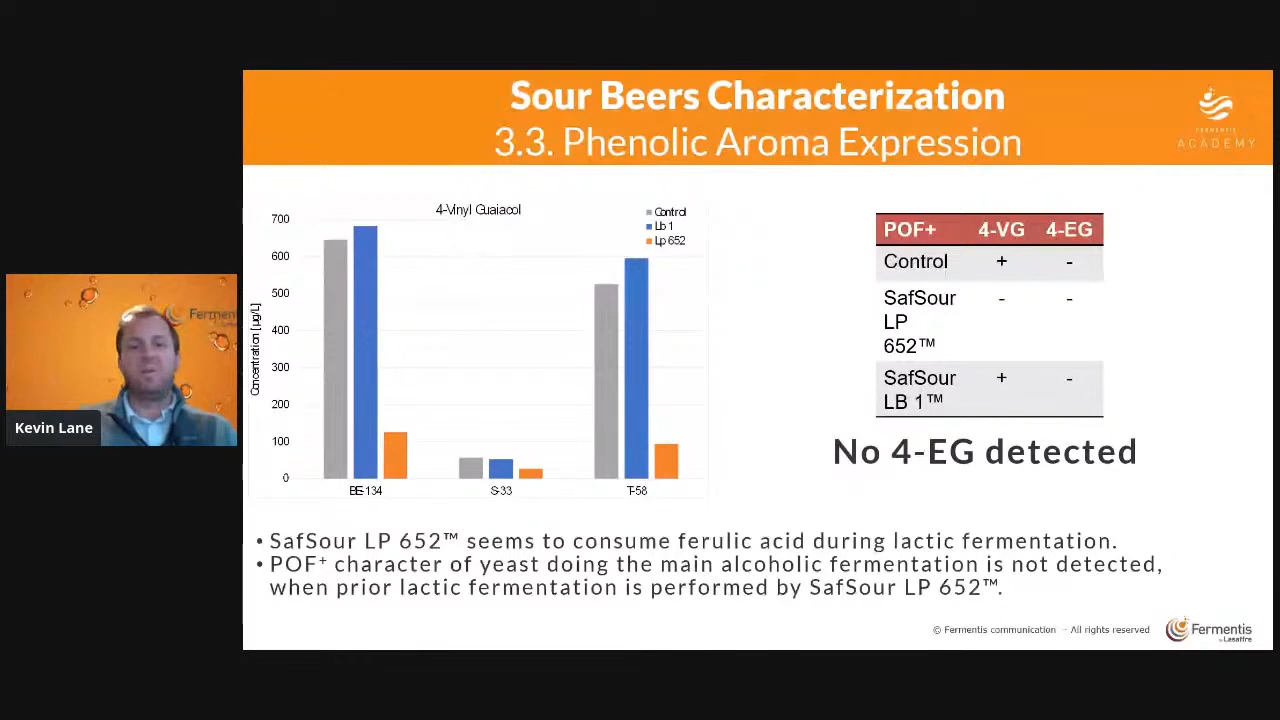 Sour Beers Characterization
3.3. Phenolic Aroma Expression
FERMENTIS
ACADEMY
4-Vinyl Guaiacol
Control
Lb 1
Lp 652
Concentration [µg/L]
700
600
500
400
300
200
100
0
BE-134 S-33 T-58
POF+ 4-VG 4-EG
Control + -
SafSour - -
LP
652™
SafSour + -
LB 1™
No 4-EG detected
Fermentis
Kevin Lane
• SafSour LP 652™ seems to consume ferulic acid during lactic fermentation.
• POF⁺ character of yeast doing the main alcoholic fermentation is not detected,
when prior lactic fermentation is performed by SafSour LP 652™.
© Fermentis communication – All rights reserved
Fermentis
by Lesaffre